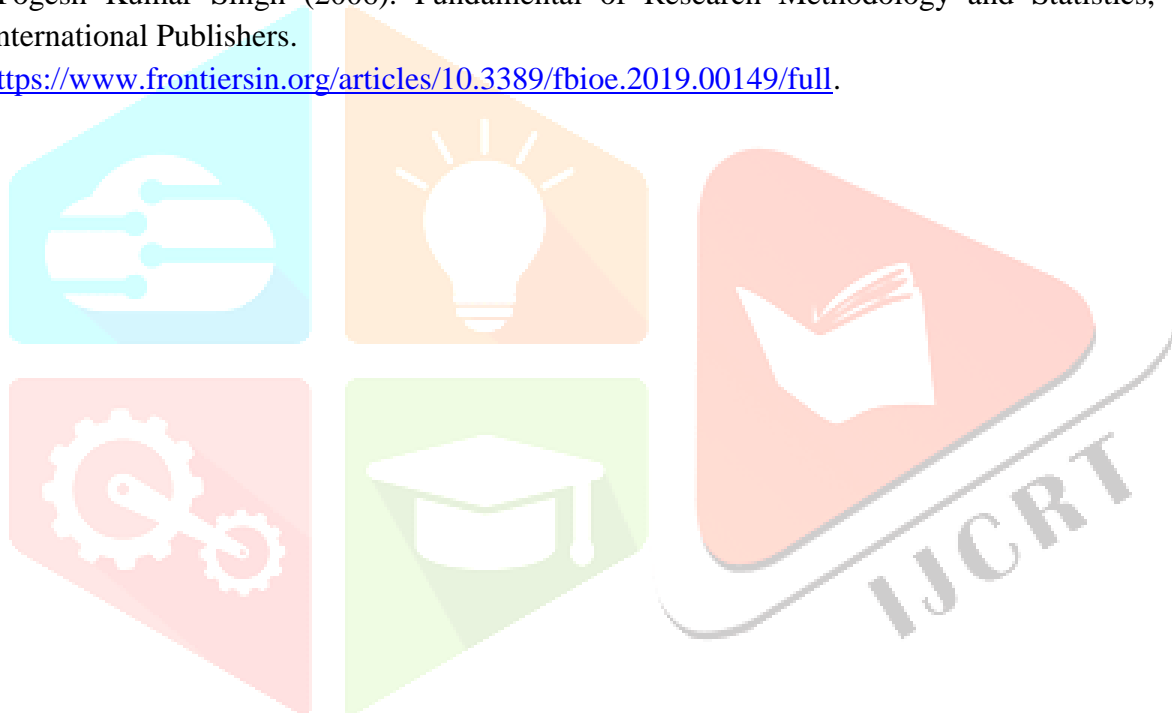 Yogesh Kumar Singh (2006). Fundamental of Research Methodology and Statistics,
nternational Publishers.
ttps://www.frontiersin.org/articles/10.3389/fbioe.2019.00149/full.
IJCRT